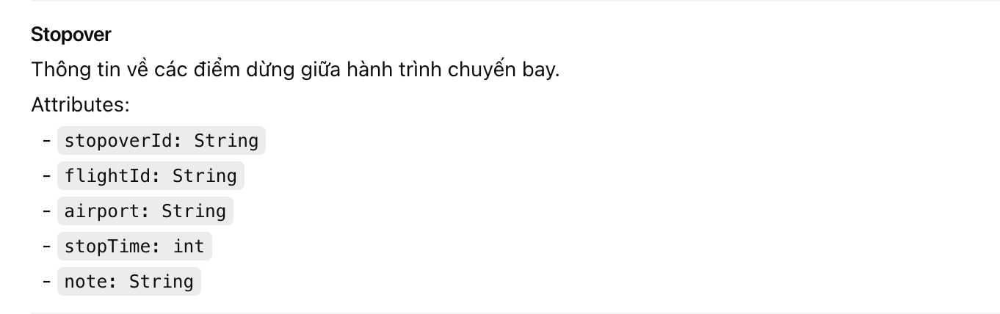 Stopover
Thông tin về các điểm dừng giữa hành trình chuyến bay.
Attributes:
- stopoverId: String
- flightId: String
- airport: String
- stopTime: int
- note: String